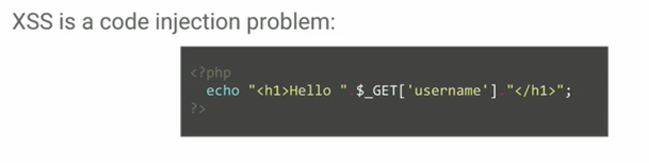 XSS is a code injection problem:
<?php
echo "<h1>Hello ".$_GET['username']."</h1>";
?>